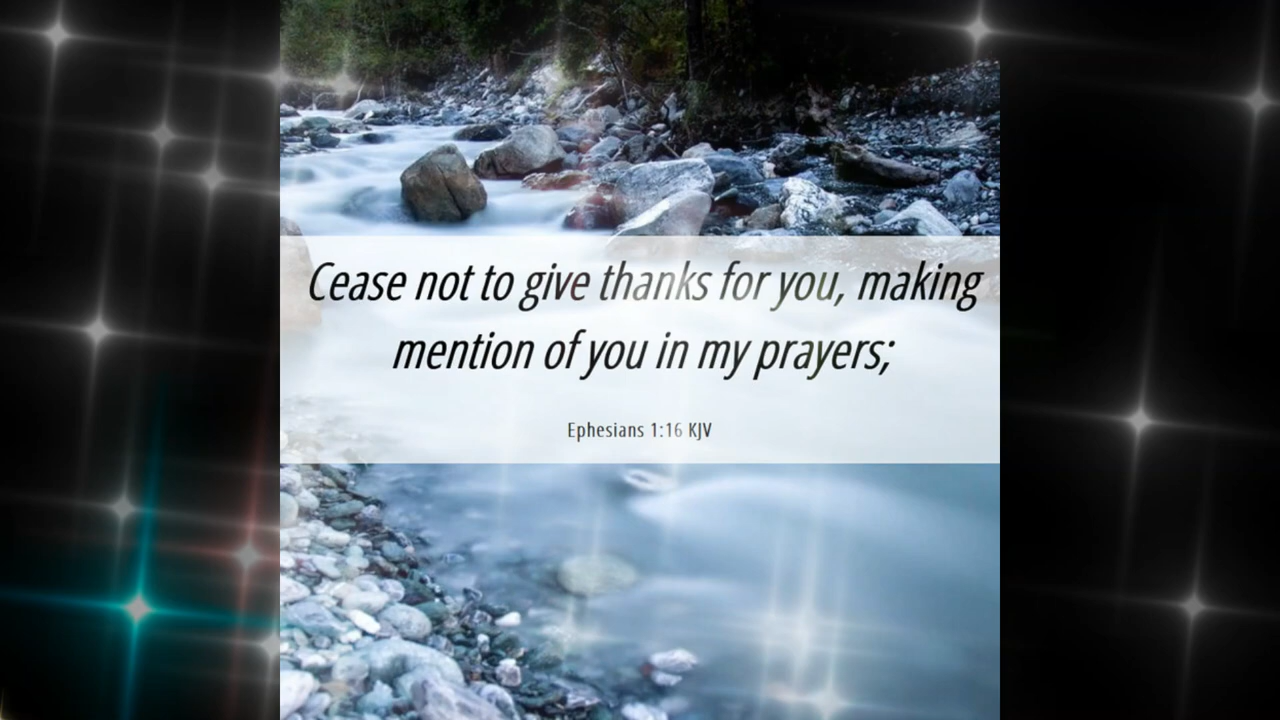 Cease not to give thanks for you, making
mention of you in my prayers;
Ephesians 1:16 KJV